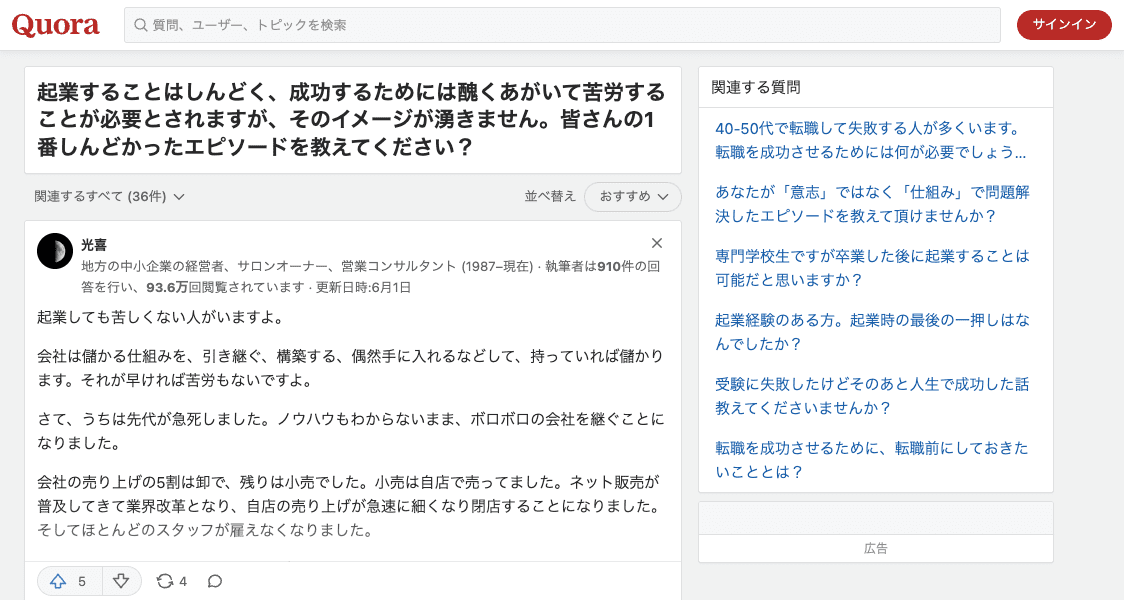 Quora
質問、ユーザー、トピックを検索
サインイン
起業することはしんどく、成功するためには醜くあがいて苦労する
ことが必要とされますが、そのイメージが湧きません。皆さんの1
番しんどかったエピソードを教えてください？
関連するすべて (36件)
並べ替え
おすすめ
光喜
地方の中小企業の経営者、サロンオーナー、営業コンサルタント (1987–現在) · 執筆者は910件の回
答を行い、93.6万回閲覧されています · 更新日時:6月1日
起業しても苦しくない人がいますよ。
会社は儲かる仕組みを、引き継ぐ、構築する、偶然手に入れるなどして、持っていれば儲かり
ます。それが早ければ苦労もないですよ。
さて、うちは先代が急死しました。ノウハウもわからないまま、ボロボロの会社を継ぐことに
なりました。
会社の売り上げの5割は卸で、残りは小売でした。小売は自店で売ってました。ネット販売が
普及してきて業界改革となり、自店の売り上げが急速に細くなり閉店することになりました。
そしてほとんどのスタッフが雇えなくなりました。
5
4
関連する質問
40-50代で転職して失敗する人が多くいます。
転職を成功させるためには何が必要でしょう...
あなたが「意志」ではなく「仕組み」で問題解
決したエピソードを教えて頂けませんか？
専門学校生ですが卒業した後に起業することは
可能だと思いますか？
起業経験のある方。起業時の最後の一押しはな
んでしたか？
受験に失敗したけどそのあと人生で成功した話
教えてくださいませんか？
転職を成功させるために、転職前にしておきた
いこととは？
広告